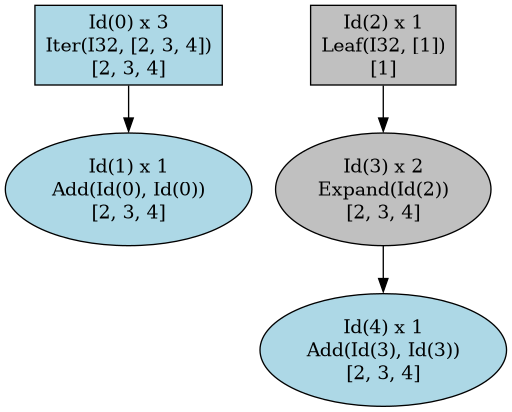 Id(0) x 3
Iter(I32, [2, 3, 4])
[2, 3, 4]
Id(2) x 1
Leaf(I32, [1])
[1]
Id(1) x 1
Add(Id(0), Id(0))
[2, 3, 4]
Id(3) x 2
Expand(Id(2))
[2, 3, 4]
Id(4) x 1
Add(Id(3), Id(3))
[2, 3, 4]